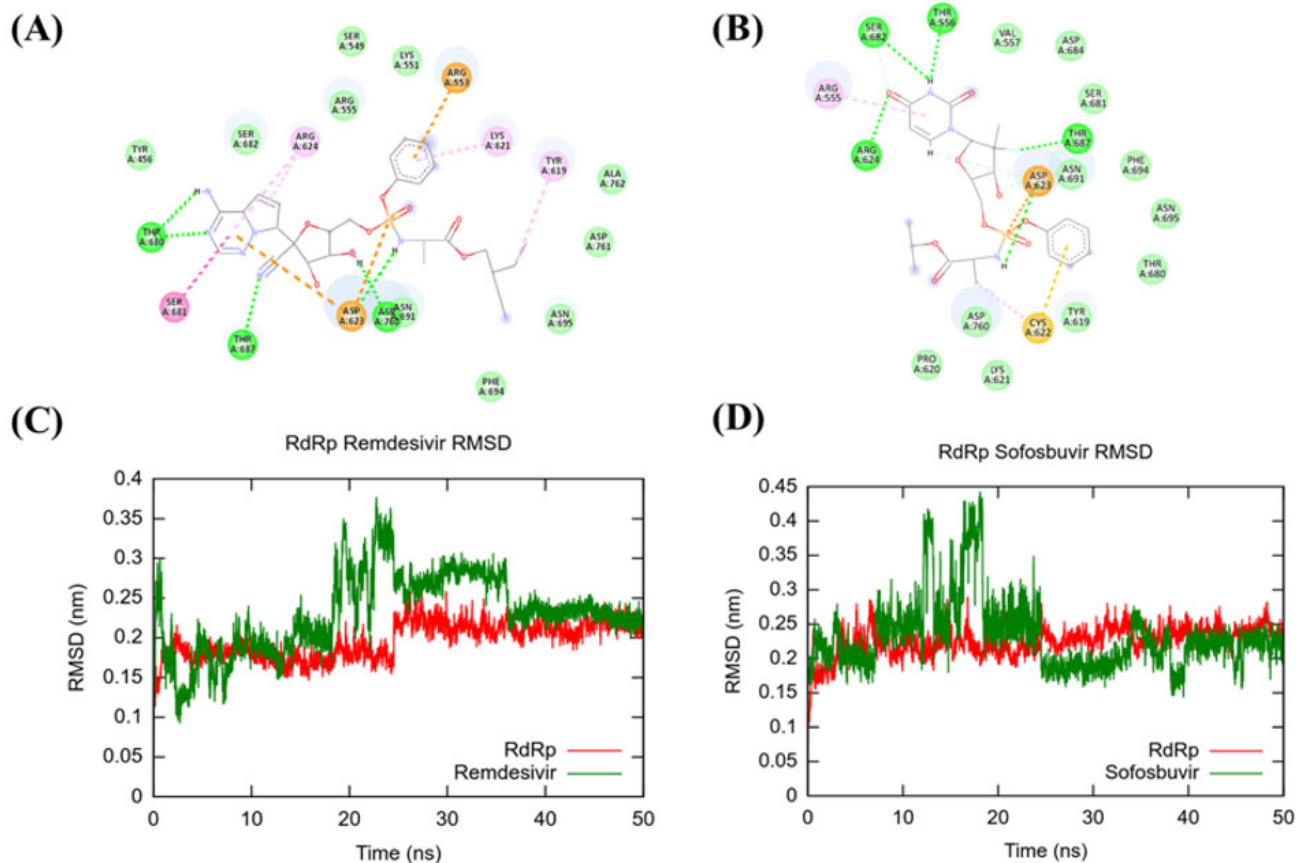 (A)
SER
A:549
LYS
A:551
ARG
A:553
ARG
A:555
SER
A:682
ARG
A:624
LYS
A:621
TYR
A:456
TYR
A:619
ALA
A:762
H
N
THR
A:680
ASP
A:761
SER
A:681
THR
A:687
ASP
A:623
ASN
A:691
ASN
A:695
PHE
A:694
(B)
SER
A:682
THR
A:556
VAL
A:557
ASP
A:684
ARG
A:555
SER
A:681
THR
A:687
ARG
A:624
ASP
A:623
ASN
A:691
PHE
A:694
ASN
A:695
THR
A:680
ASP
A:760
CYS
A:622
TYR
A:619
PRO
A:620
LYS
A:621
(C)
RdRp Remdesivir RMSD
RMSD (nm)
0.4
0.35
0.3
0.25
0.2
0.15
0.1
0.05
0
RdRp
Remdesivir
0 10 20 30 40 50
Time (ns)
(D)
RdRp Sofosbuvir RMSD
RMSD (nm)
0.45
0.4
0.35
0.3
0.25
0.2
0.15
0.1
0.05
0
RdRp
Sofosbuvir
0 10 20 30 40 50
Time (ns)